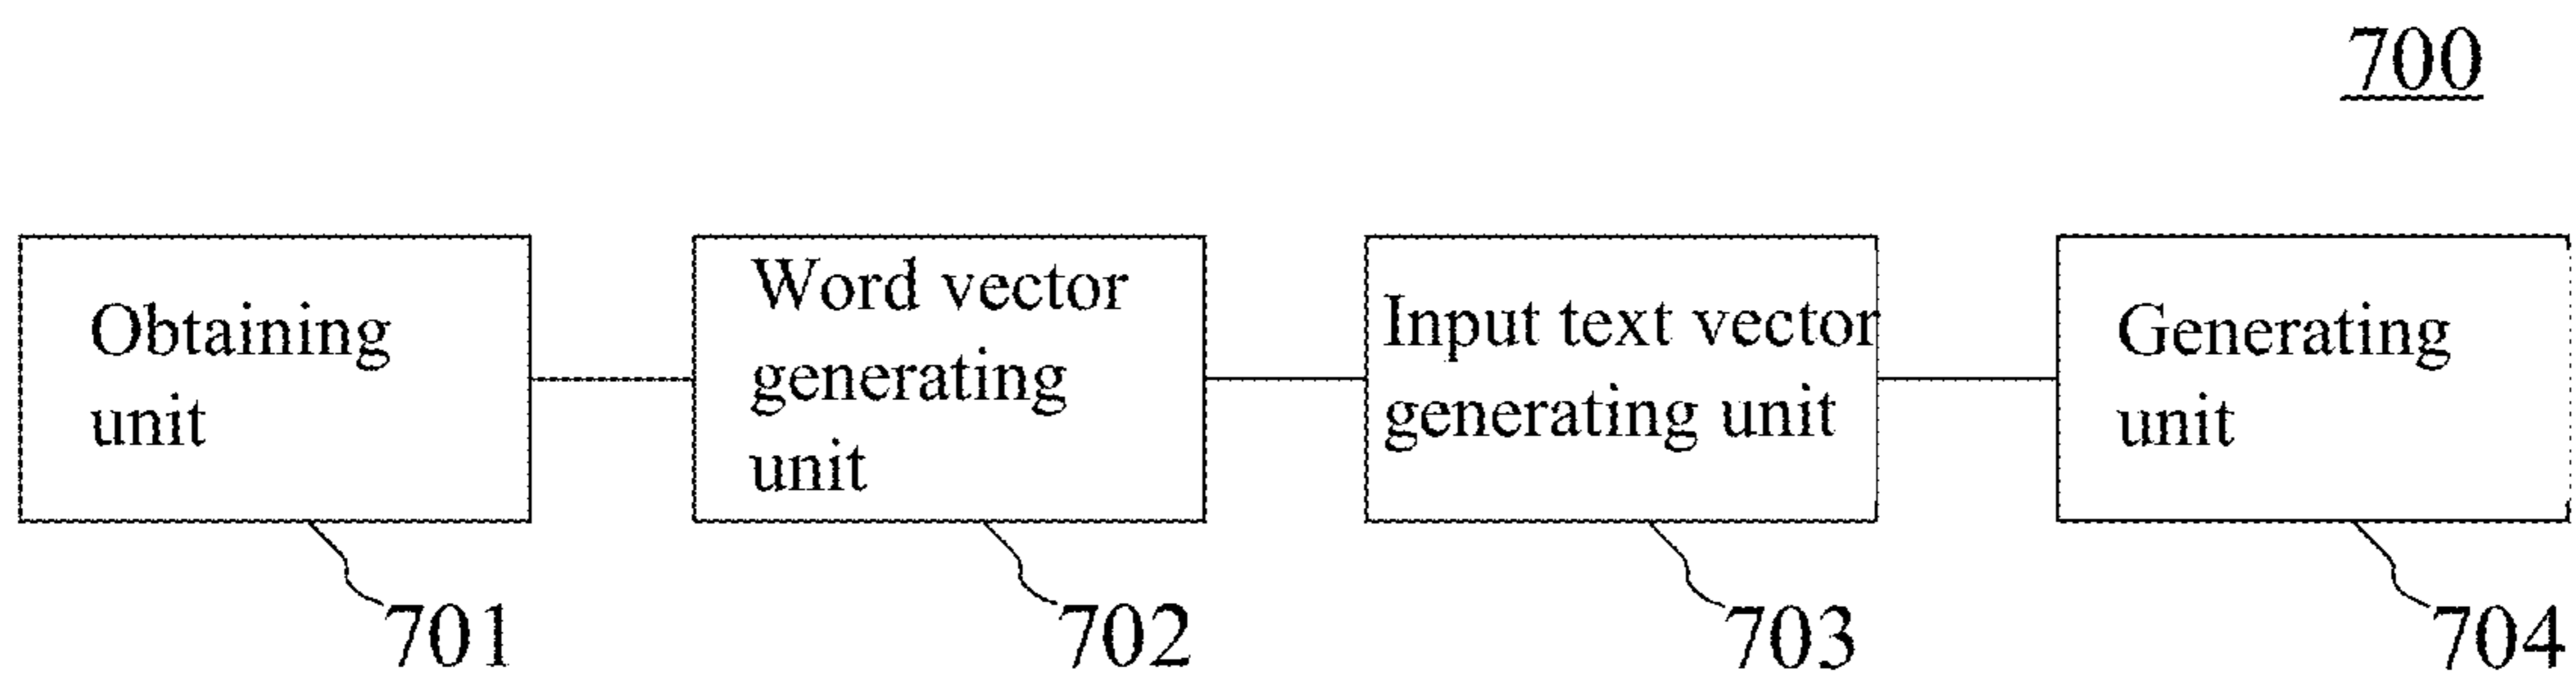 700
Obtaining
unit
Word vector
generating
unit
Input text vector
generating unit
Generating
unit
701
702
703
704